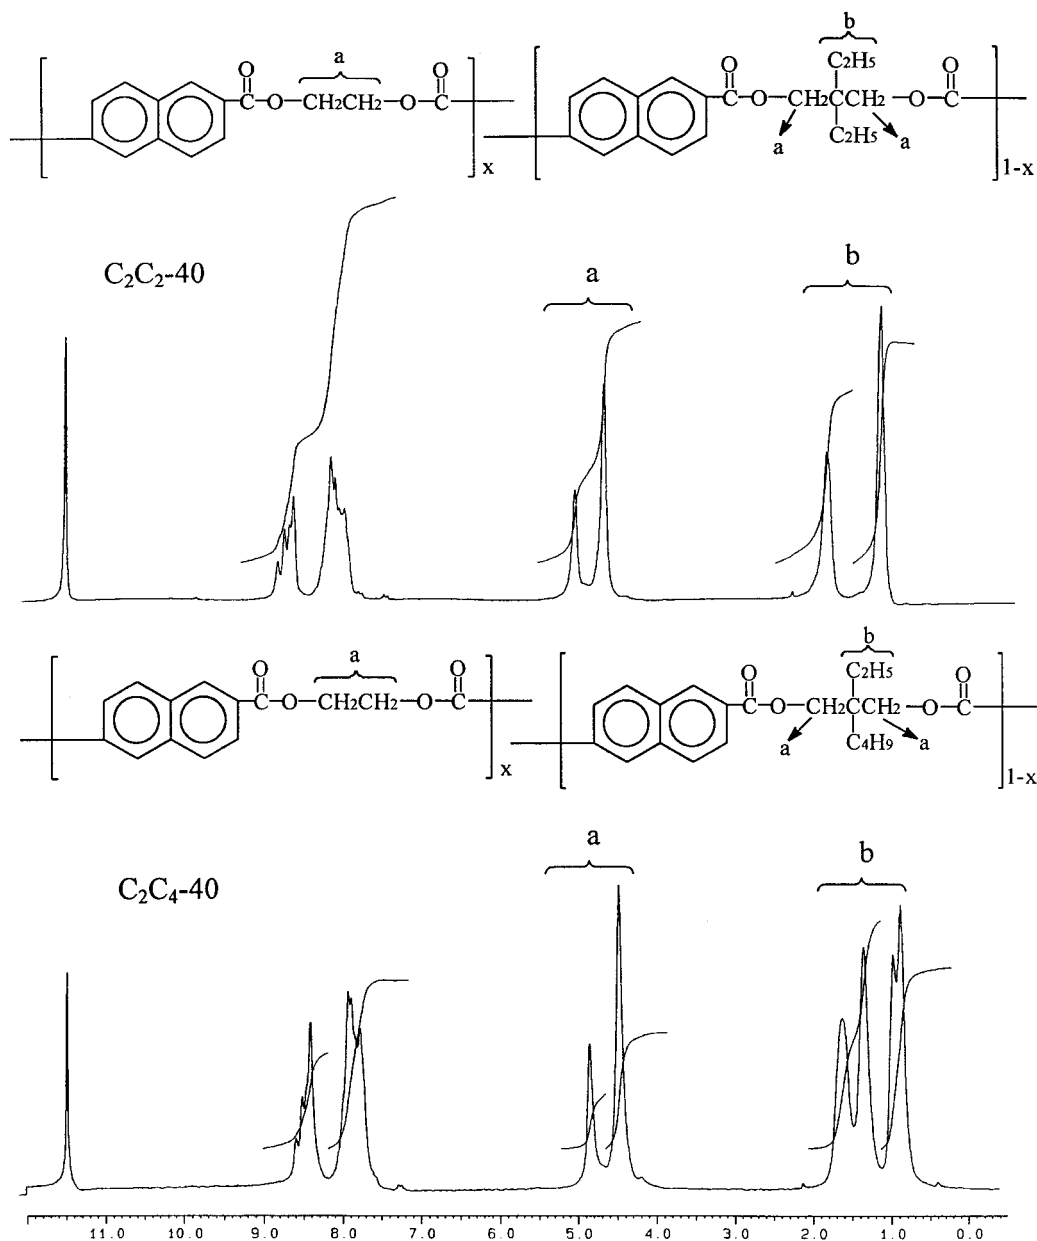 a
b
O
C2H5
O
O
O
C—O—CH2CH2—O—C
C—O—CH2CCH2—O—C
a
C2H5
a
x
1-x
C₂C₂-40
a
b
a
b
O
O
C2H5
O
O
C—O—CH2CH2—O—C
C—O—CH2CCH2—O—C
a
C4H9
a
x
1-x
C₂C₄-40
a
b
11.0 10.0 9.0 8.0 7.0 6.0 5.0 4.0 3.0 2.0 1.0 0.0